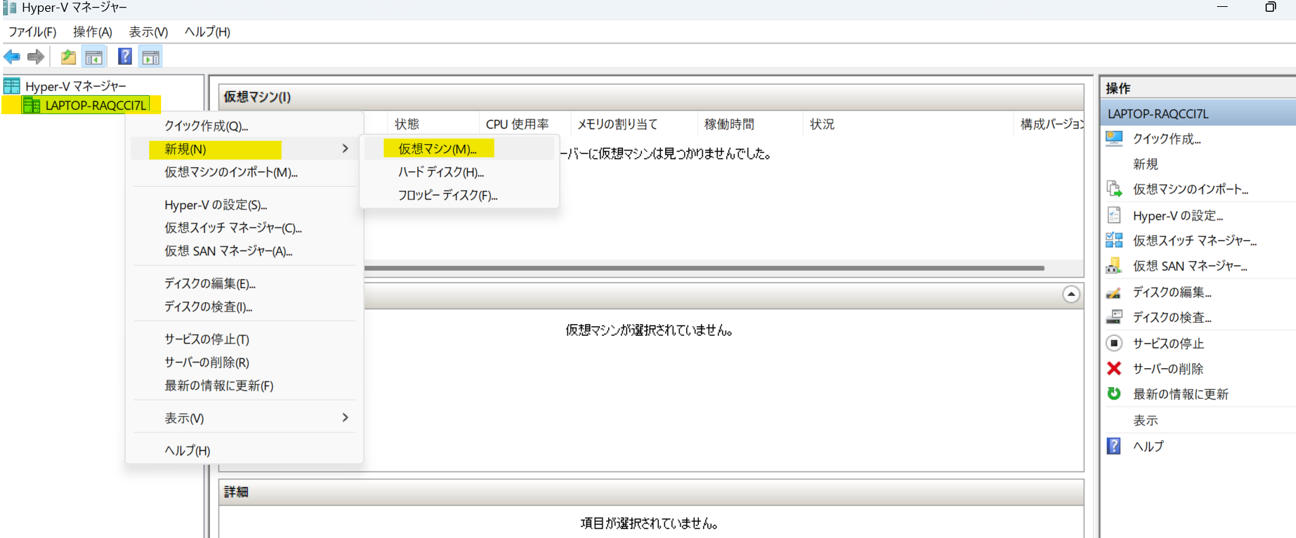 Hyper-V マネージャー
ファイル(F) 操作(A) 表示(V) ヘルプ(H)
Hyper-V マネージャー
LAPTOP-RAQCCI7L
クイック作成(Q)...
新規(N)
仮想マシンのインポート(M)...
Hyper-V の設定(S)...
仮想スイッチ マネージャー(C)...
仮想 SAN マネージャー(A)...
ディスクの編集(E)...
ディスクの検査(I)...
サービスの停止(T)
サーバーの削除(R)
最新の情報に更新(F)
表示(V)
ヘルプ(H)
仮想マシン(M)...
ハード ディスク(H)...
フロッピー ディスク(F)...
仮想マシン(I)
状態 CPU 使用率 メモリの割り当て 稼働時間 状況 構成バージョン
ーバーに仮想マシンは見つかりませんでした。
仮想マシンが選択されていません。
詳細
項目が選択されていません。
操作
LAPTOP-RAQCCI7L
クイック作成...
新規
仮想マシンのインポート...
Hyper-V の設定...
仮想スイッチ マネージャー...
仮想 SAN マネージャー...
ディスクの編集...
ディスクの検査...
サービスの停止
サーバーの削除
最新の情報に更新
表示
ヘルプ